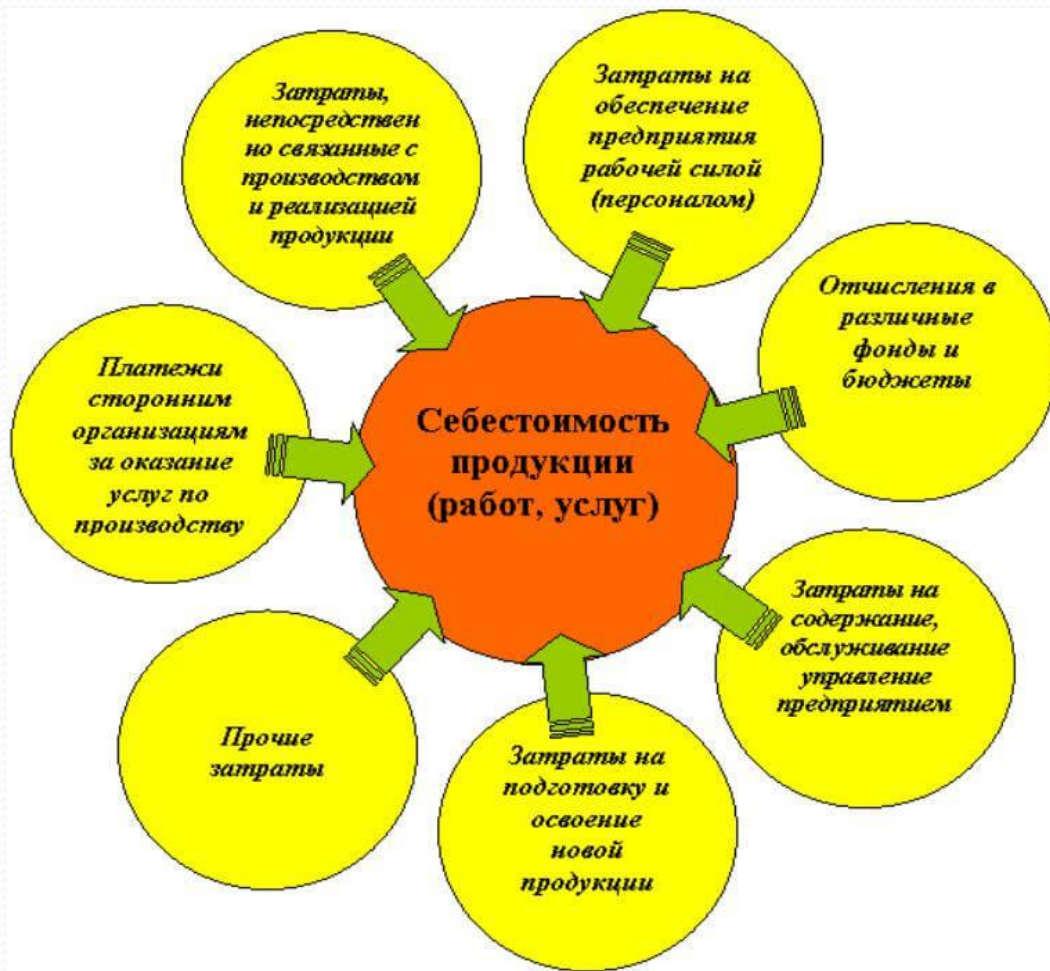 Затраты,
непосредствен
но связанные с
производством
и реализацией
продукции
Затраты на
обеспечение
предприятия
рабочей силой
(персоналом)
Отчисления в
различные
фонды и
бюджеты
Платежи
сторонним
организациям
за оказание
услуг по
производству
Себестоимость
продукции
(работ, услуг)
Затраты на
содержание,
обслуживание
управление
предприятием
Прочие
затраты
Затраты на
подготовку и
освоение
новой
продукции